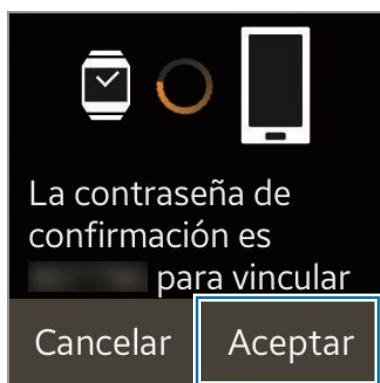 La contraseña de
confirmación es
para vincular
Cancelar Aceptar